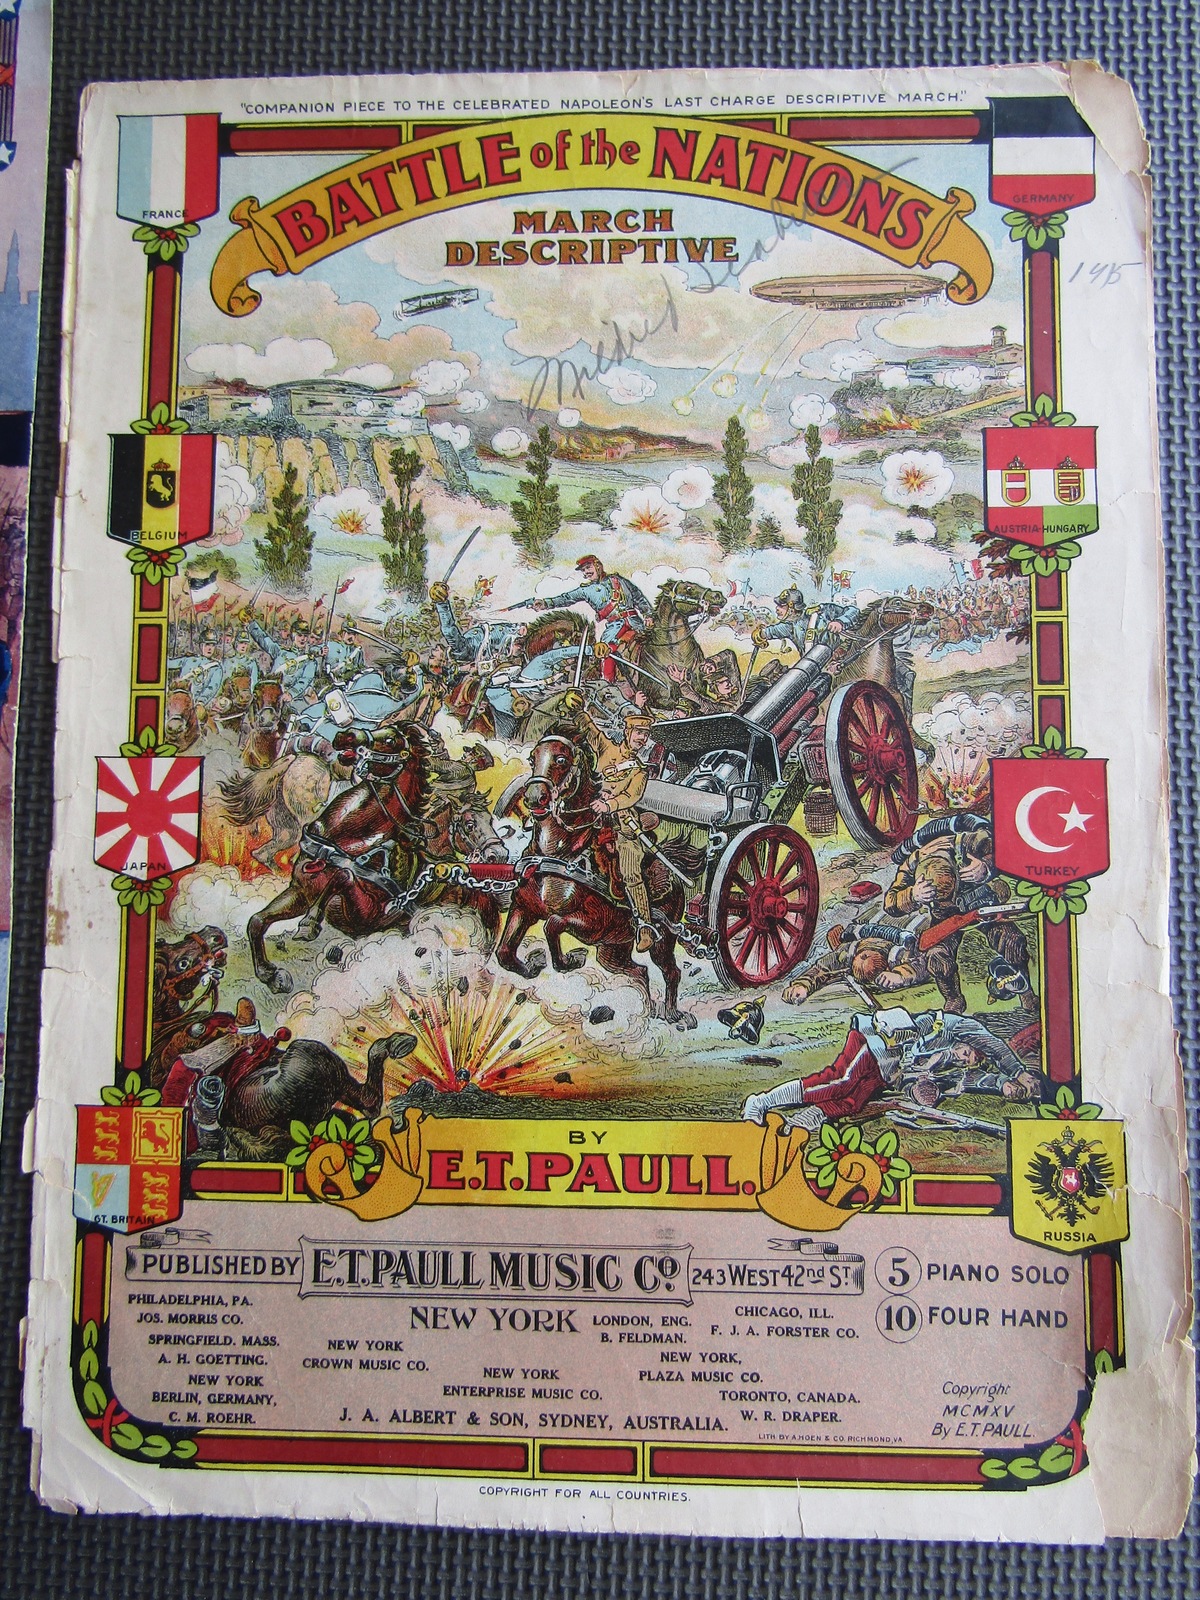 "COMPANION PIECE TO THE CELEBRATED NAPOLEON'S LAST CHARGE DESCRIPTIVE MARCH."
BATTLE of the NATIONS
MARCH
DESCRIPTIVE
FRANCE
GERMANY
Mildred
1915
BELGIUM
AUSTRIA-HUNGARY
JAPAN
TURKEY
GT. BRITAIN
RUSSIA
BY
E.T. PAULL.
PUBLISHED BY E.T. PAULL MUSIC CO. 243 WEST 42nd ST.
NEW YORK
5 PIANO SOLO
10 FOUR HAND
PHILADELPHIA, PA.
JOS. MORRIS CO.
SPRINGFIELD. MASS.
A. H. GOETTING.
NEW YORK
CROWN MUSIC CO.
LONDON, ENG.
B. FELDMAN.
CHICAGO, ILL.
F. J. A. FORSTER CO.
NEW YORK
BERLIN, GERMANY,
C. M. ROEHR.
NEW YORK
ENTERPRISE MUSIC CO.
NEW YORK,
PLAZA MUSIC CO.
TORONTO, CANADA.
W. R. DRAPER.
J. A. ALBERT & SON, SYDNEY, AUSTRALIA.
LITH. BY A. HOEN & CO. RICHMOND, VA.
Copyright
MCMXV
By E.T. PAULL.
COPYRIGHT FOR ALL COUNTRIES.